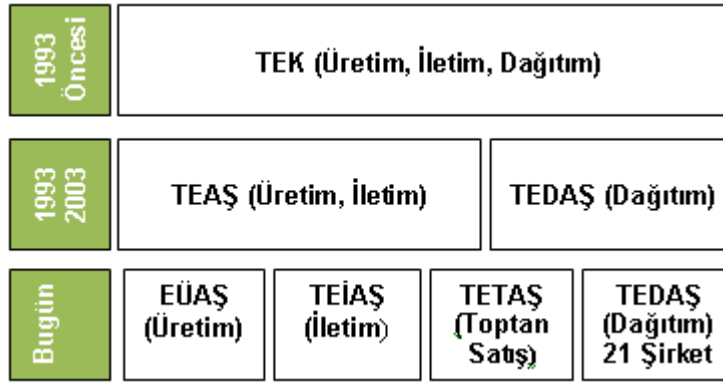 1993
Öncesi
TEK (Üretim, İletim, Dağıtım)
1993
2003
TEAŞ (Üretim, İletim)
TEDAŞ (Dağıtım)
Bugün
EÜAŞ
(Üretim)
TEİAŞ
(İletim)
TETAŞ
(Toptan
Satış)
TEDAŞ
(Dağıtım)
21 Şirket